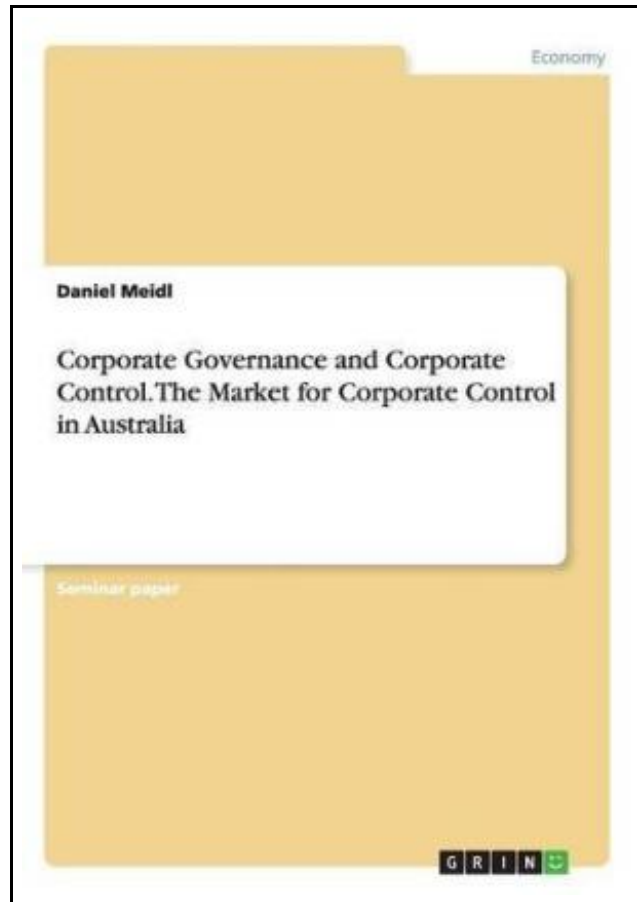 Economy
Daniel Meidl
Corporate Governance and Corporate
Control. The Market for Corporate Control
in Australia
Seminar paper
GRIN